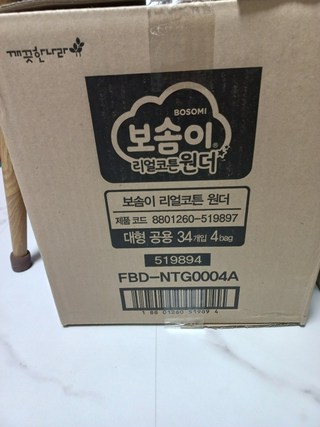 깨끗한나라
BOSOMI
보솜이
리얼코튼 원더
보솜이 리얼코튼 원더
제품 코드 8801260-519897
대형 공용 34개입 4bag
519894
FBD-NTG0004A